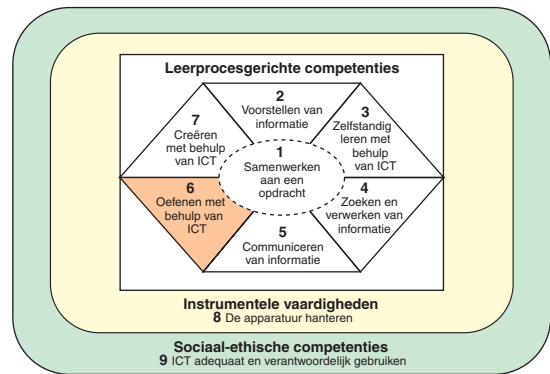 Leerprocesgerichte competenties
2
Voorstellen van
informatie
3
Zelfstandig
leren met
behulp
van ICT
7
Creëren
met behulp
van ICT
1
Samenwerken
aan een
opdracht
6
Oefenen met
behulp van
ICT
4
Zoeken en
verwerken van
informatie
5
Communiceren
van informatie
Instrumentele vaardigheden
8 De apparatuur hanteren
Sociaal-ethische competenties
9 ICT adequaat en verantwoordelijk gebruiken